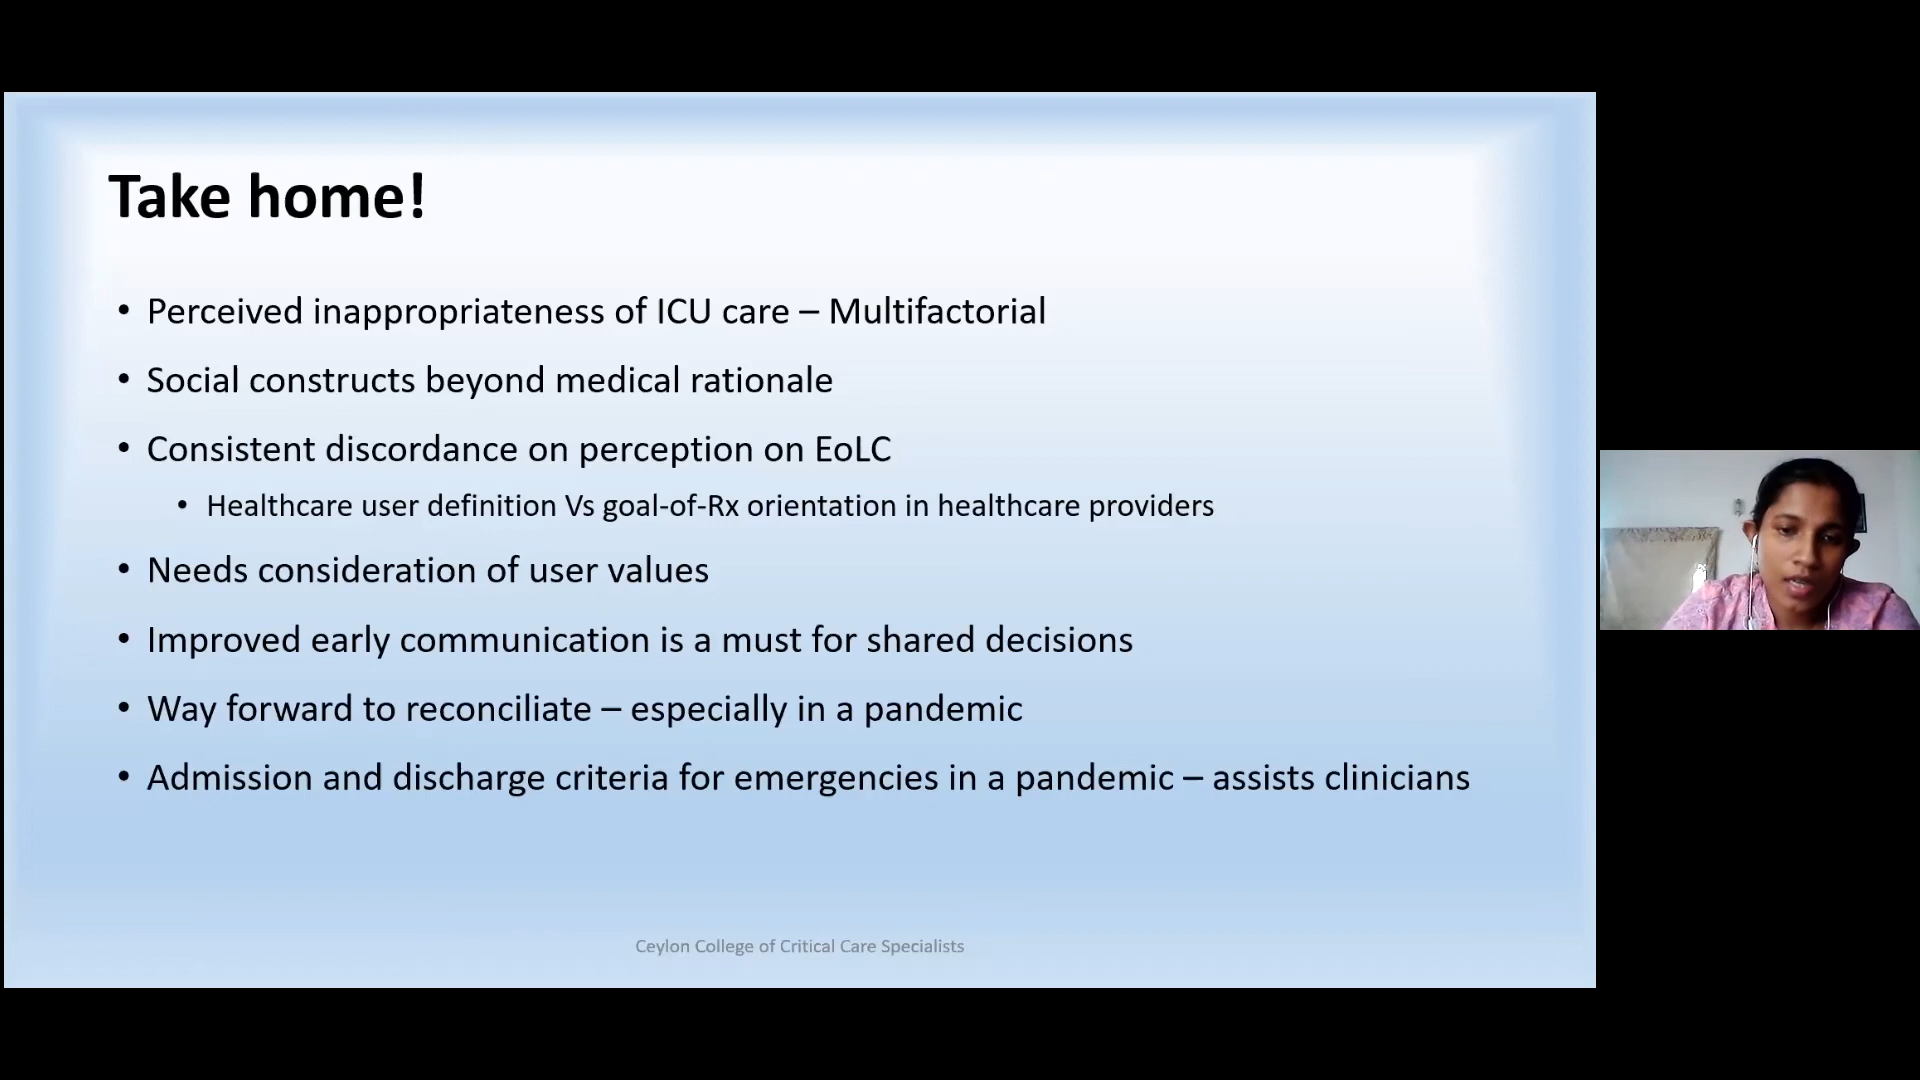 Take home!
• Perceived inappropriateness of ICU care – Multifactorial
• Social constructs beyond medical rationale
• Consistent discordance on perception on EoLC
• Healthcare user definition Vs goal-of-Rx orientation in healthcare providers
• Needs consideration of user values
• Improved early communication is a must for shared decisions
• Way forward to reconciliate – especially in a pandemic
• Admission and discharge criteria for emergencies in a pandemic – assists clinicians
Ceylon College of Critical Care Specialists